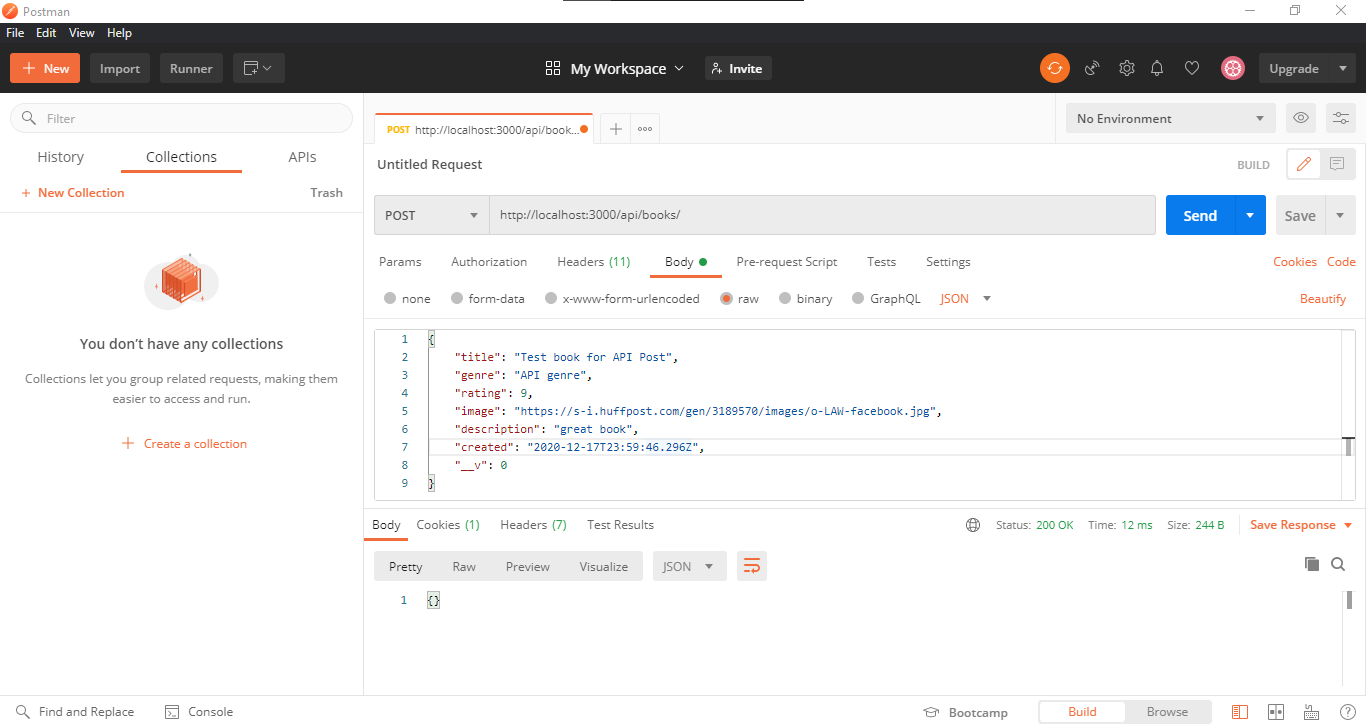 Postman
File Edit View Help
New Import Runner My Workspace Invite Upgrade
Filter
History Collections APIs
+ New Collection Trash
You don't have any collections
Collections let you group related requests, making them
easier to access and run.
+ Create a collection
POST http://localhost:3000/api/book...
No Environment
Untitled Request BUILD
POST http://localhost:3000/api/books/ Send Save
Params Authorization Headers (11) Body Pre-request Script Tests Settings Cookies Code
none form-data x-www-form-urlencoded raw binary GraphQL JSON Beautify
1 {
2 "title": "Test book for API Post",
3 "genre": "API genre",
4 "rating": 9,
5 "image": "https://s-i.huffpost.com/gen/3189570/images/o-LAW-facebook.jpg",
6 "description": "great book",
7 "created": "2020-12-17T23:59:46.296Z",
8 "__v": 0
9 }
Body Cookies (1) Headers (7) Test Results Status: 200 OK Time: 12 ms Size: 244 B Save Response
Pretty Raw Preview Visualize JSON
1 {}
Find and Replace Console Bootcamp Build Browse